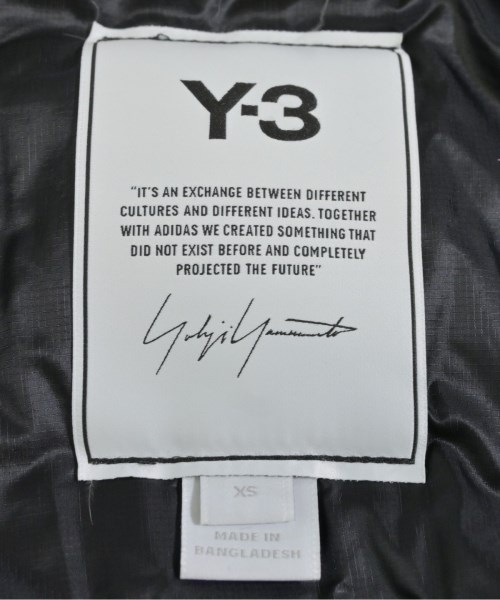 Y-3
"IT'S AN EXCHANGE BETWEEN DIFFERENT
CULTURES AND DIFFERENT IDEAS. TOGETHER
WITH ADIDAS WE CREATED SOMETHING THAT
DID NOT EXIST BEFORE AND COMPLETELY
PROJECTED THE FUTURE"
Yohji Yamamoto
XS
MADE IN
BANGLADESH